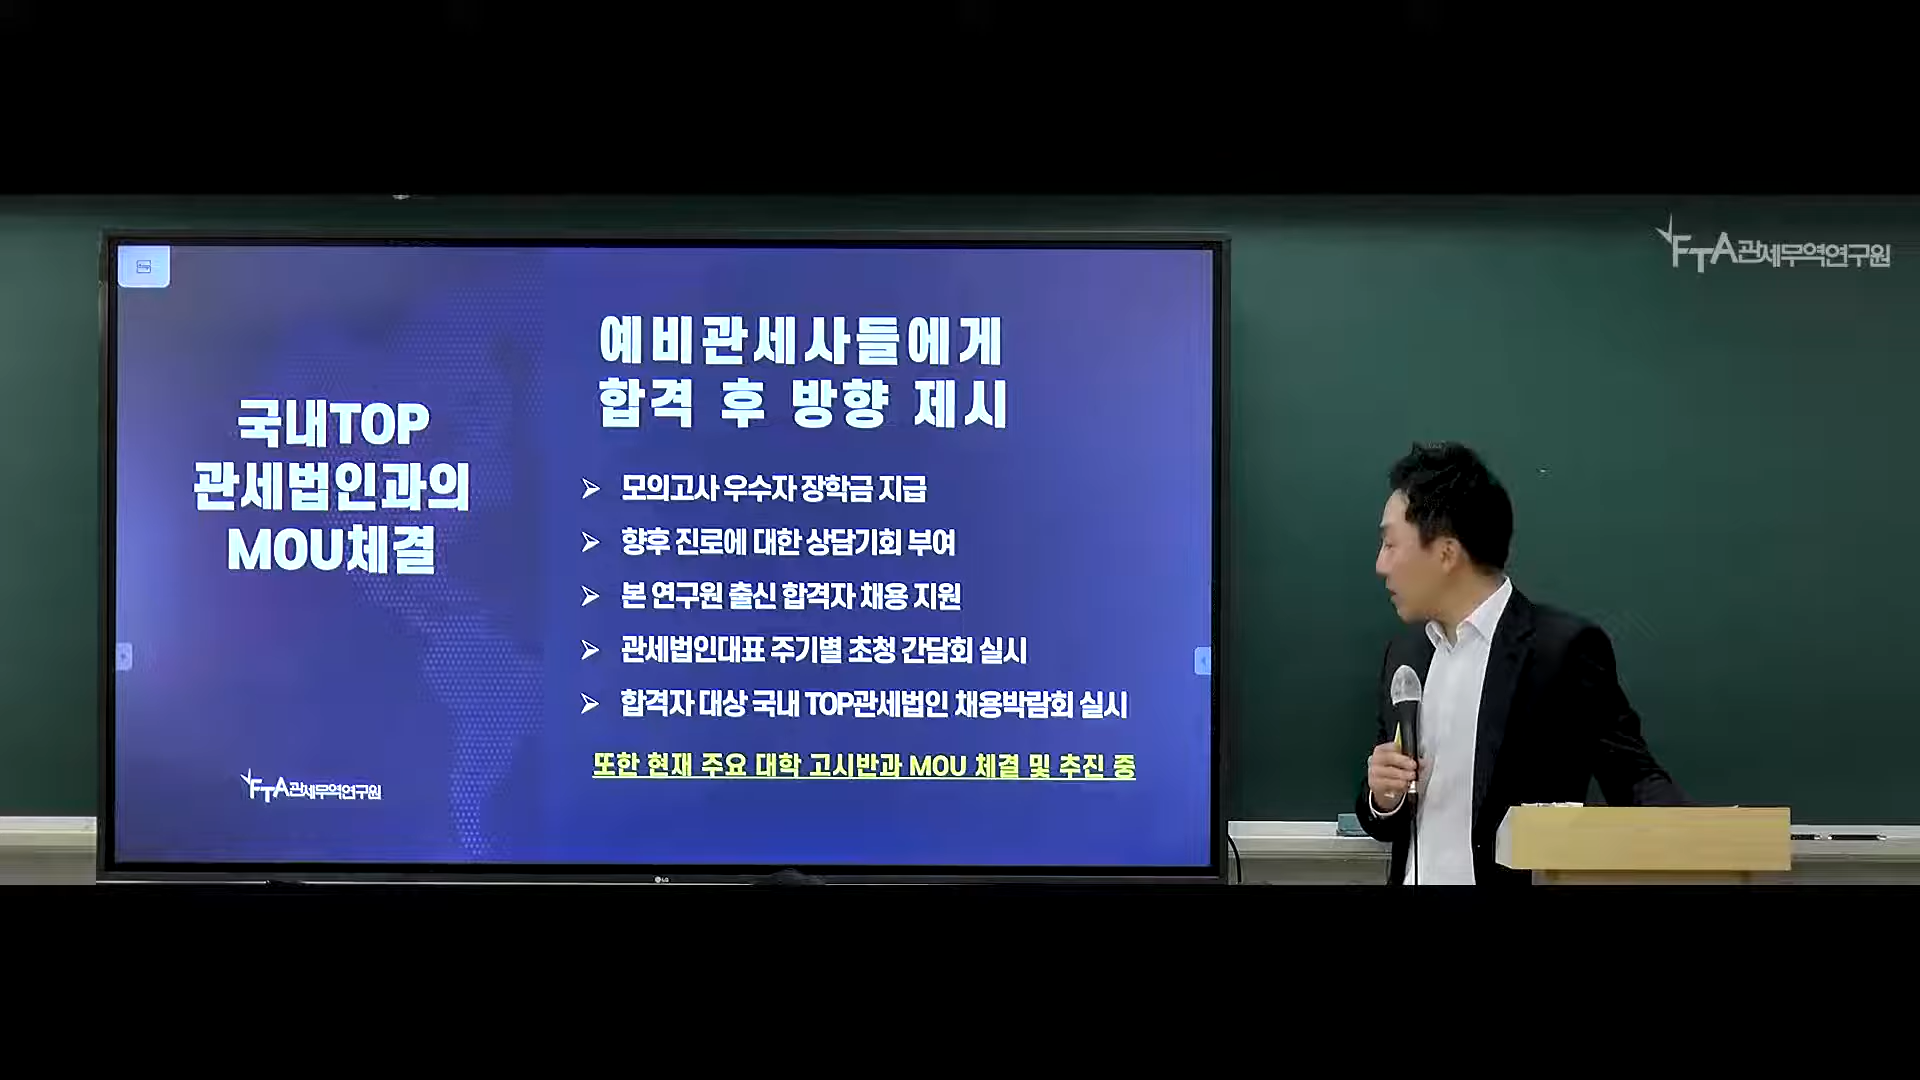 FTA관세무역연구원
국내TOP
관세법인과의
MOU체결
FTA관세무역연구원
예비관세사들에게
합격 후 방향 제시
➢ 모의고사 우수자 장학금 지급
➢ 향후 진로에 대한 상담기회 부여
➢ 본 연구원 출신 합격자 채용 지원
➢ 관세법인대표 주기별 초청 간담회 실시
➢ 합격자 대상 국내 TOP관세법인 채용박람회 실시
또한 현재 주요 대학 고시반과 MOU 체결 및 추진 중
LG